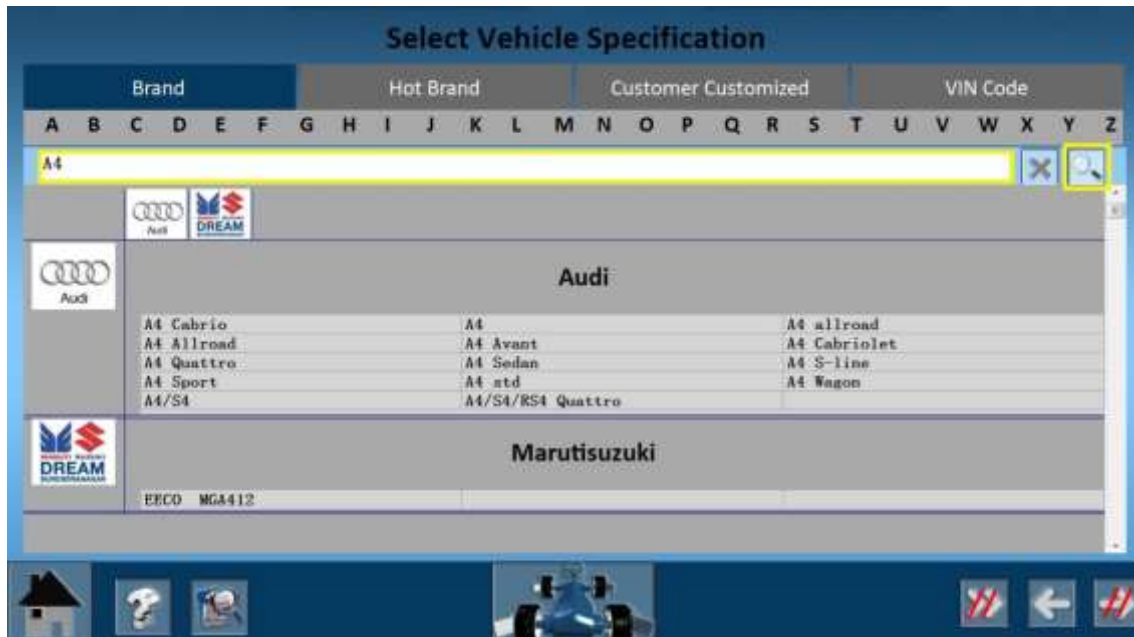 Select Vehicle Specification
Brand Hot Brand Customer Customized VIN Code
A B C D E F G H I J K L M N O P Q R S T U V W X Y Z
A4
Audi DREAM
Audi
Audi
A4 Cabrio A4 A4 allroad
A4 Allroad A4 Avant A4 Cabriolet
A4 Quattro A4 Sedan A4 S-line
A4 Sport A4 std A4 Wagon
A4/S4 A4/S4/RS4 Quattro
Marutisuzuki
DREAM
EECO MGA412
?